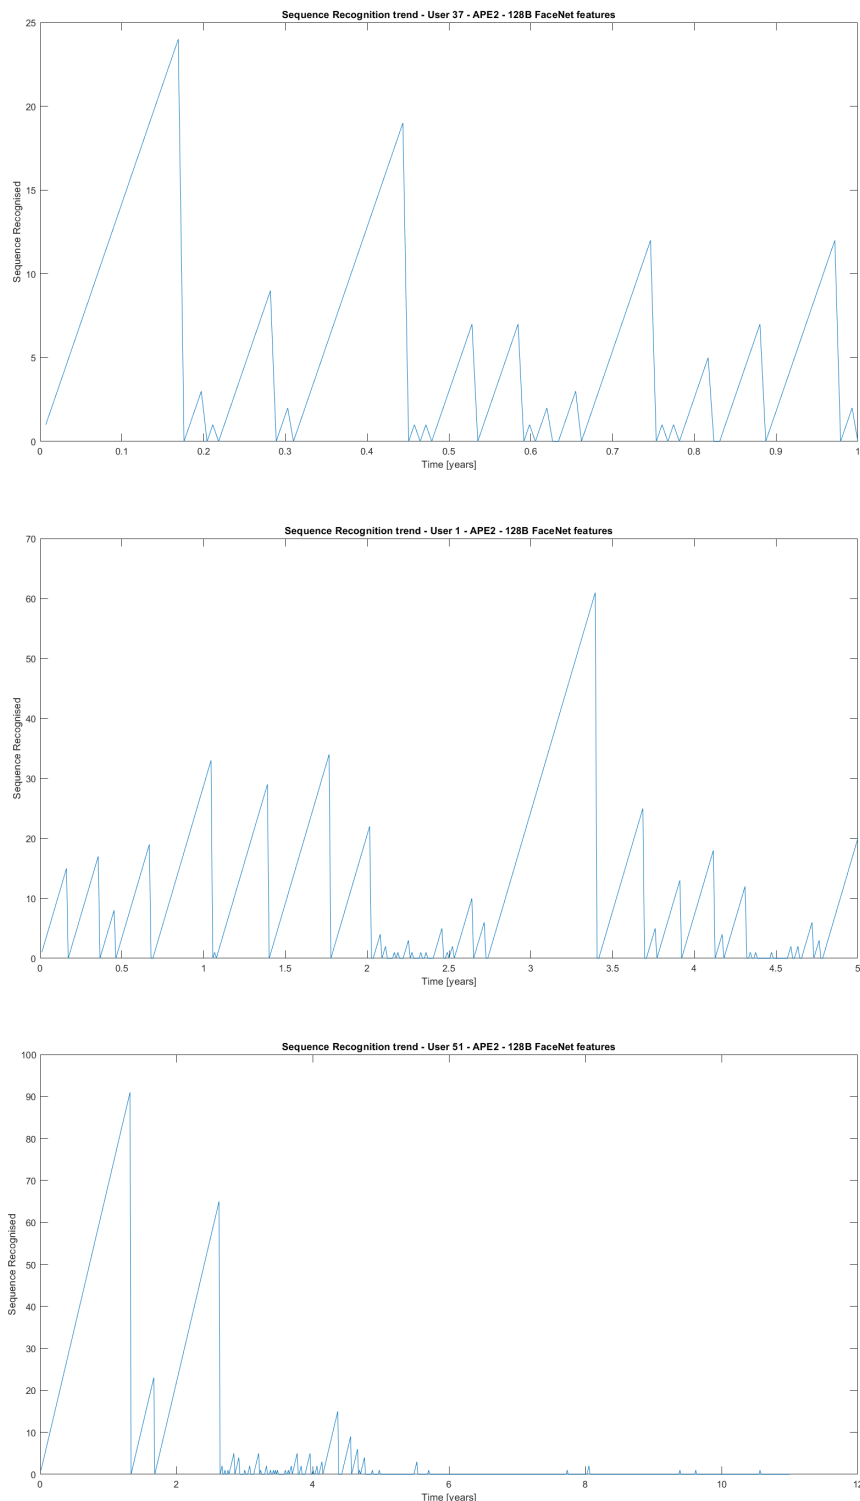 Sequence Recognition trend - User 37 - APE2 - 128B FaceNet features
25
20
15
10
5
0
Sequence Recognised
0.1 0.2 0.3 0.4 0.5 0.6 0.7 0.8 0.9 1
Time [years]
Sequence Recognition trend - User 1 - APE2 - 128B FaceNet features
70
60
50
40
30
20
10
0
Sequence Recognised
0 0.5 1 1.5 2 2.5 3 3.5 4 4.5 5
Time [years]
Sequence Recognition trend - User 51 - APE2 - 128B FaceNet features
100
90
80
70
60
50
40
30
20
10
0
Sequence Recognised
0 2 4 6 8 10 12
Time [years]